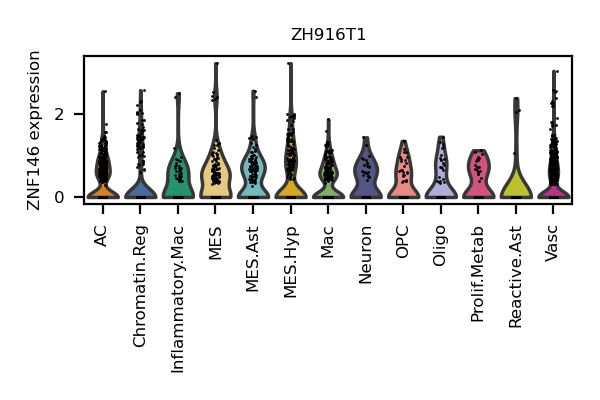 ZH916T1
ZNF146 expression
2
0
AC
Chromatin.Reg
Inflammatory.Mac
MES
MES.Ast
MES.Hyp
Mac
Neuron
OPC
Oligo
Prolif.Metab
Reactive.Ast
Vasc